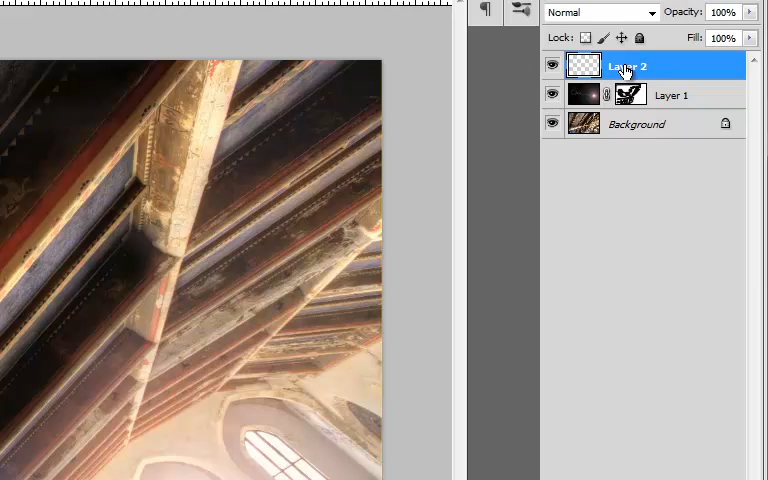 Normal Opacity: 100%
Lock: Fill: 100%
Layer 2
Layer 1
Background